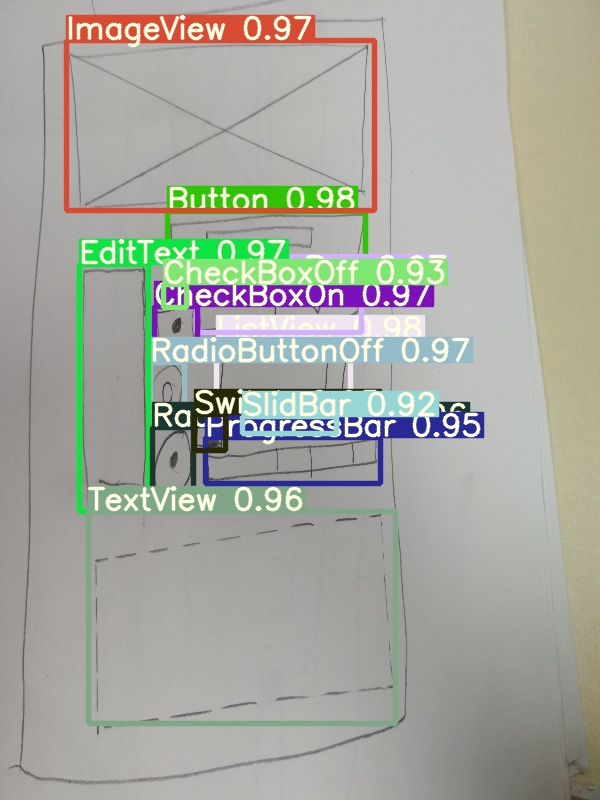 ImageView 0.97
Button 0.98
EditText 0.97
CheckBoxOff 0.93
CheckBoxOn 0.97
ListView 0.98
RadioButtonOff 0.97
SlidBar 0.92
ProgressBar 0.95
TextView 0.96